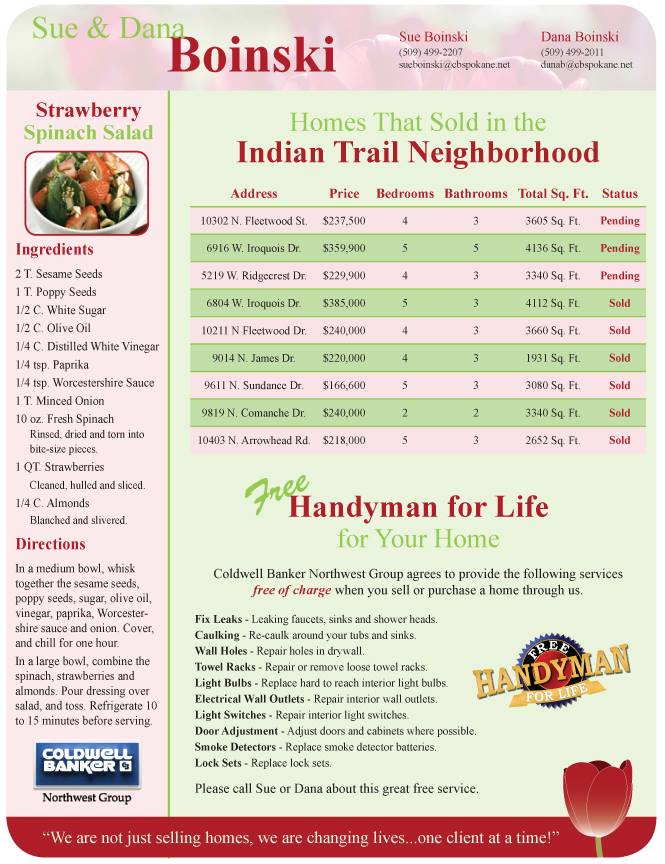 Sue & Dana
Boinski
Sue Boinski
(509) 499-2207
sueboinski@cbspokane.net
Dana Boinski
(509) 499-2011
danab@cbspokane.net
Strawberry
Spinach Salad
Ingredients
2 T. Sesame Seeds
1 T. Poppy Seeds
1/2 C. White Sugar
1/2 C. Olive Oil
1/4 C. Distilled White Vinegar
1/4 tsp. Paprika
1/4 tsp. Worcestershire Sauce
1 T. Minced Onion
10 oz. Fresh Spinach
Rinsed, dried and torn into
bite-size pieces.
1 QT. Strawberries
Cleaned, hulled and sliced.
1/4 C. Almonds
Blanched and slivered.
Directions
In a medium bowl, whisk
together the sesame seeds,
poppy seeds, sugar, olive oil,
vinegar, paprika, Worcester-
shire sauce and onion. Cover,
and chill for one hour.
In a large bowl, combine the
spinach, strawberries and
almonds. Pour dressing over
salad, and toss. Refrigerate 10
to 15 minutes before serving.
COLDWELL
BANKER CB
Northwest Group
Homes That Sold in the
Indian Trail Neighborhood
Address Price Bedrooms Bathrooms Total Sq. Ft. Status
10302 N. Fleetwood St. $237,500 4 3 3605 Sq. Ft. Pending
6916 W. Iroquois Dr. $359,900 5 5 4136 Sq. Ft. Pending
5219 W. Ridgecrest Dr. $229,900 4 3 3340 Sq. Ft. Pending
6804 W. Iroquois Dr. $385,000 5 3 4112 Sq. Ft. Sold
10211 N Fleetwood Dr. $240,000 4 3 3660 Sq. Ft. Sold
9014 N. James Dr. $220,000 4 3 1931 Sq. Ft. Sold
9611 N. Sundance Dr. $166,600 5 3 3080 Sq. Ft. Sold
9819 N. Comanche Dr. $240,000 2 2 3340 Sq. Ft. Sold
10403 N. Arrowhead Rd. $218,000 5 3 2652 Sq. Ft. Sold
Free
Handyman for Life
for Your Home
Coldwell Banker Northwest Group agrees to provide the following services
free of charge when you sell or purchase a home through us.
Fix Leaks - Leaking faucets, sinks and shower heads.
Caulking - Re-caulk around your tubs and sinks.
Wall Holes - Repair holes in drywall.
Towel Racks - Repair or remove loose towel racks.
Light Bulbs - Replace hard to reach interior light bulbs.
Electrical Wall Outlets - Repair interior wall outlets.
Light Switches - Repair interior light switches.
Door Adjustment - Adjust doors and cabinets where possible.
Smoke Detectors - Replace smoke detector batteries.
Lock Sets - Replace lock sets.
FREE
HANDYMAN
FOR LIFE
Please call Sue or Dana about this great free service.
“We are not just selling homes, we are changing lives...one client at a time!”